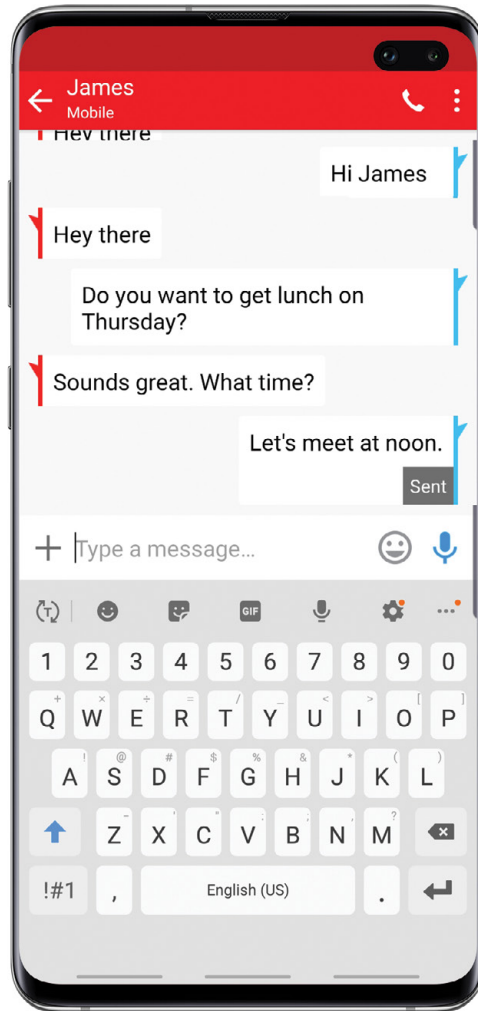 James
Mobile
Hey there
Hi James
Hey there
Do you want to get lunch on
Thursday?
Sounds great. What time?
Let's meet at noon.
Sent
Type a message...
T
GIF
1 2 3 4 5 6 7 8 9 0
+ × ÷ = / _ < > [ ]
Q W E R T Y U I O P
! @ # $ % & * ( )
A S D F G H J K L
- ' " : ; , ?
Z X C V B N M
!#1 , English (US) .